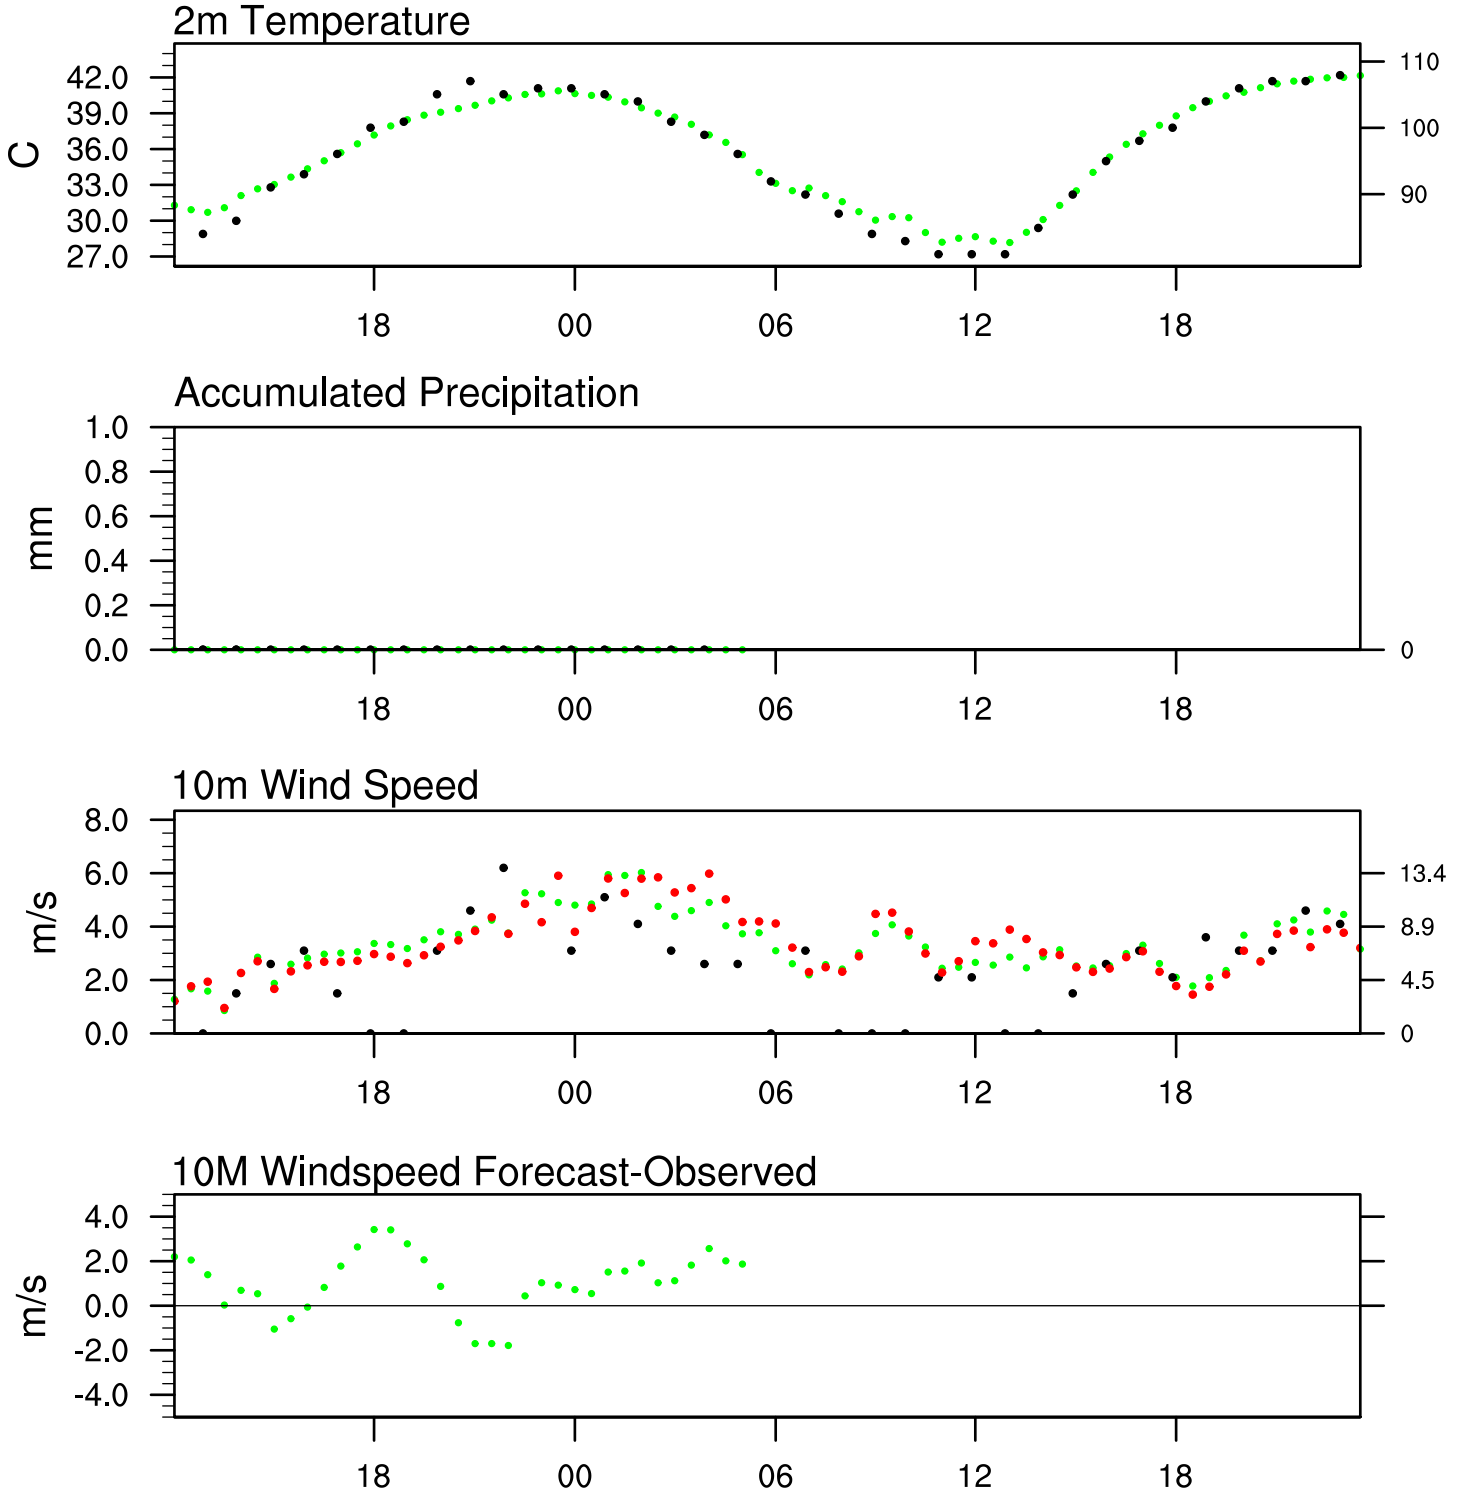 2m Temperature
42.0
39.0
36.0
33.0
30.0
27.0
C
110
100
90
18 00 06 12 18
Accumulated Precipitation
1.0
0.8
0.6
0.4
0.2
0.0
mm
0
18 00 06 12 18
10m Wind Speed
8.0
6.0
4.0
2.0
0.0
m/s
13.4
8.9
4.5
0
18 00 06 12 18
10M Windspeed Forecast-Observed
4.0
2.0
0.0
-2.0
-4.0
m/s
18 00 06 12 18